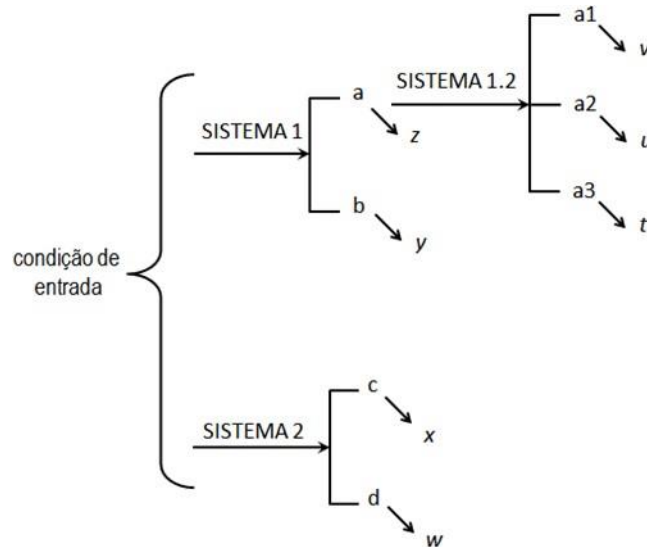 a1
v
SISTEMA 1.2
a
a2
SISTEMA 1
z
u
a3
b
t
y
condição de
entrada
c
SISTEMA 2
x
d
w